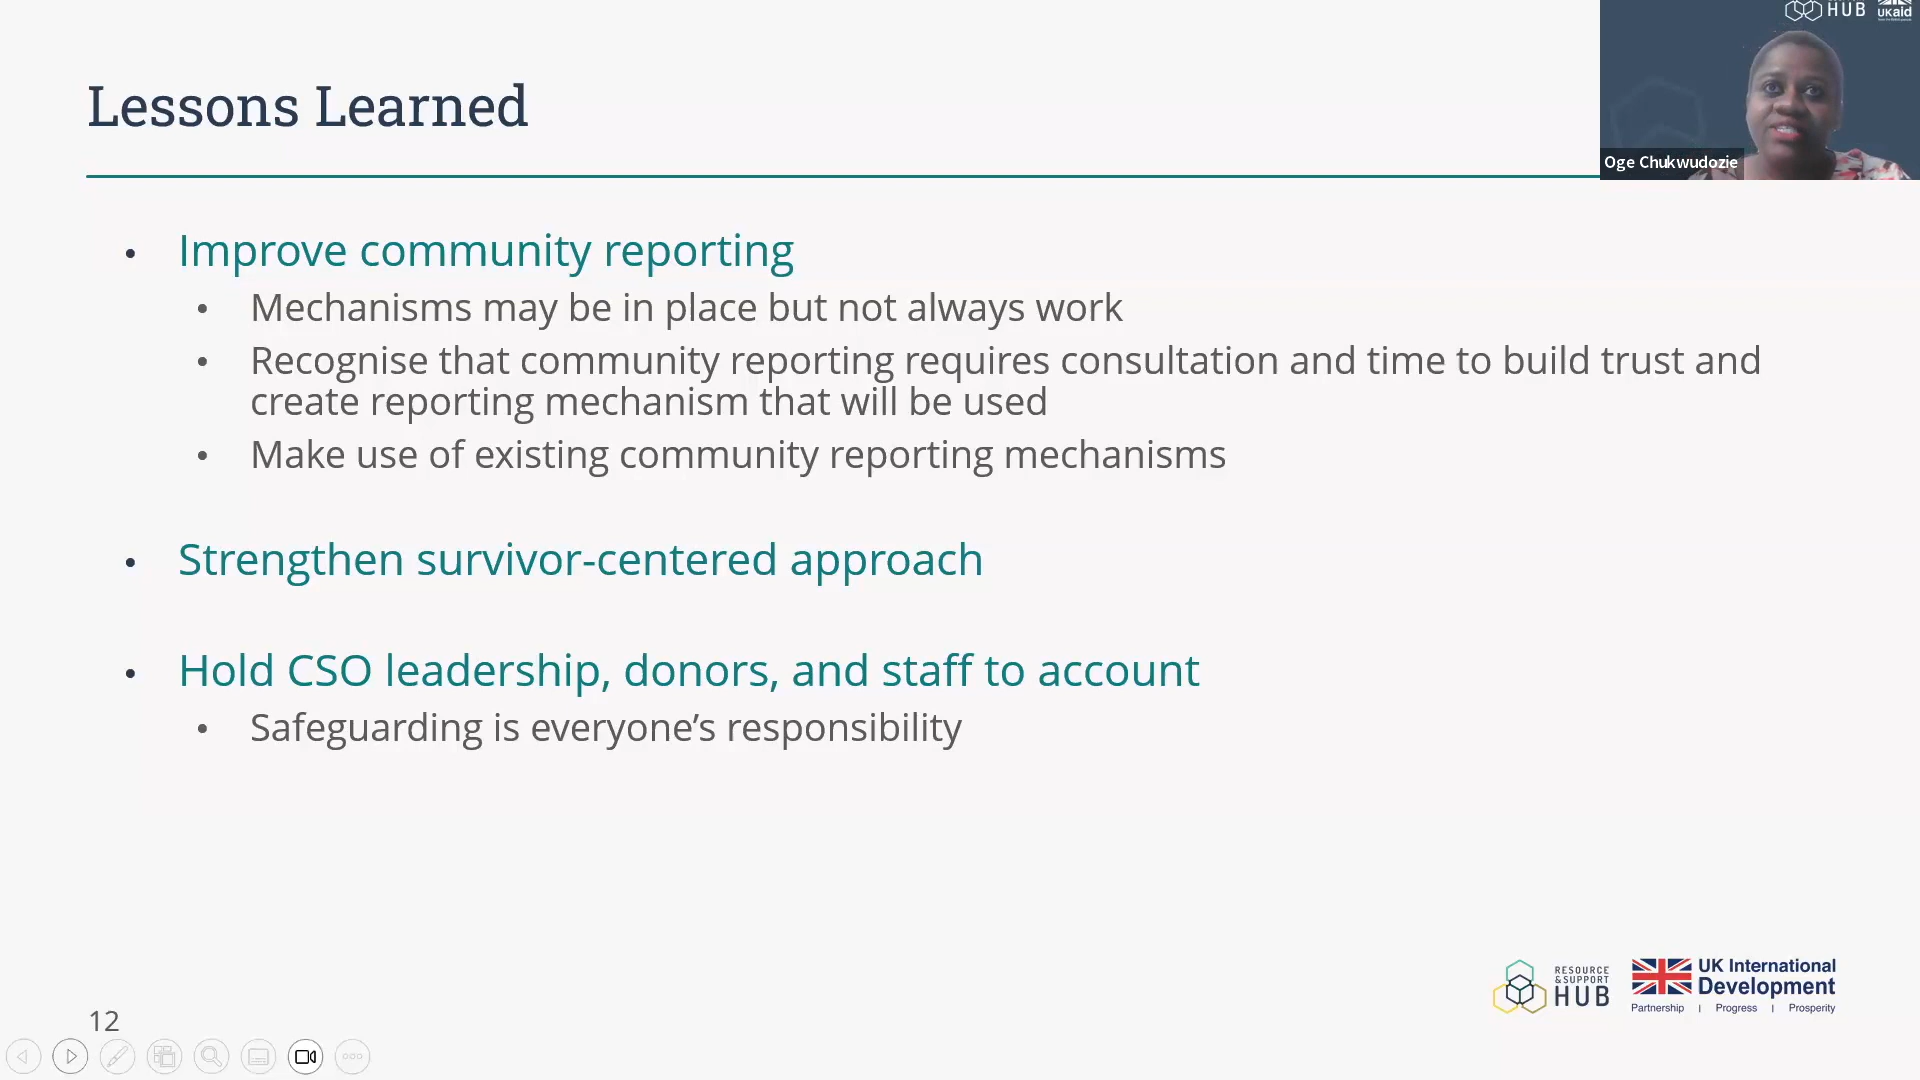 HUB
UKaid
Oge Chukwudozie
Lessons Learned
• Improve community reporting
• Mechanisms may be in place but not always work
• Recognise that community reporting requires consultation and time to build trust and
create reporting mechanism that will be used
• Make use of existing community reporting mechanisms
• Strengthen survivor-centered approach
• Hold CSO leadership, donors, and staff to account
• Safeguarding is everyone’s responsibility
RESOURCE
&SUPPORT
HUB
UK International
Development
Partnership | Progress | Prosperity
12